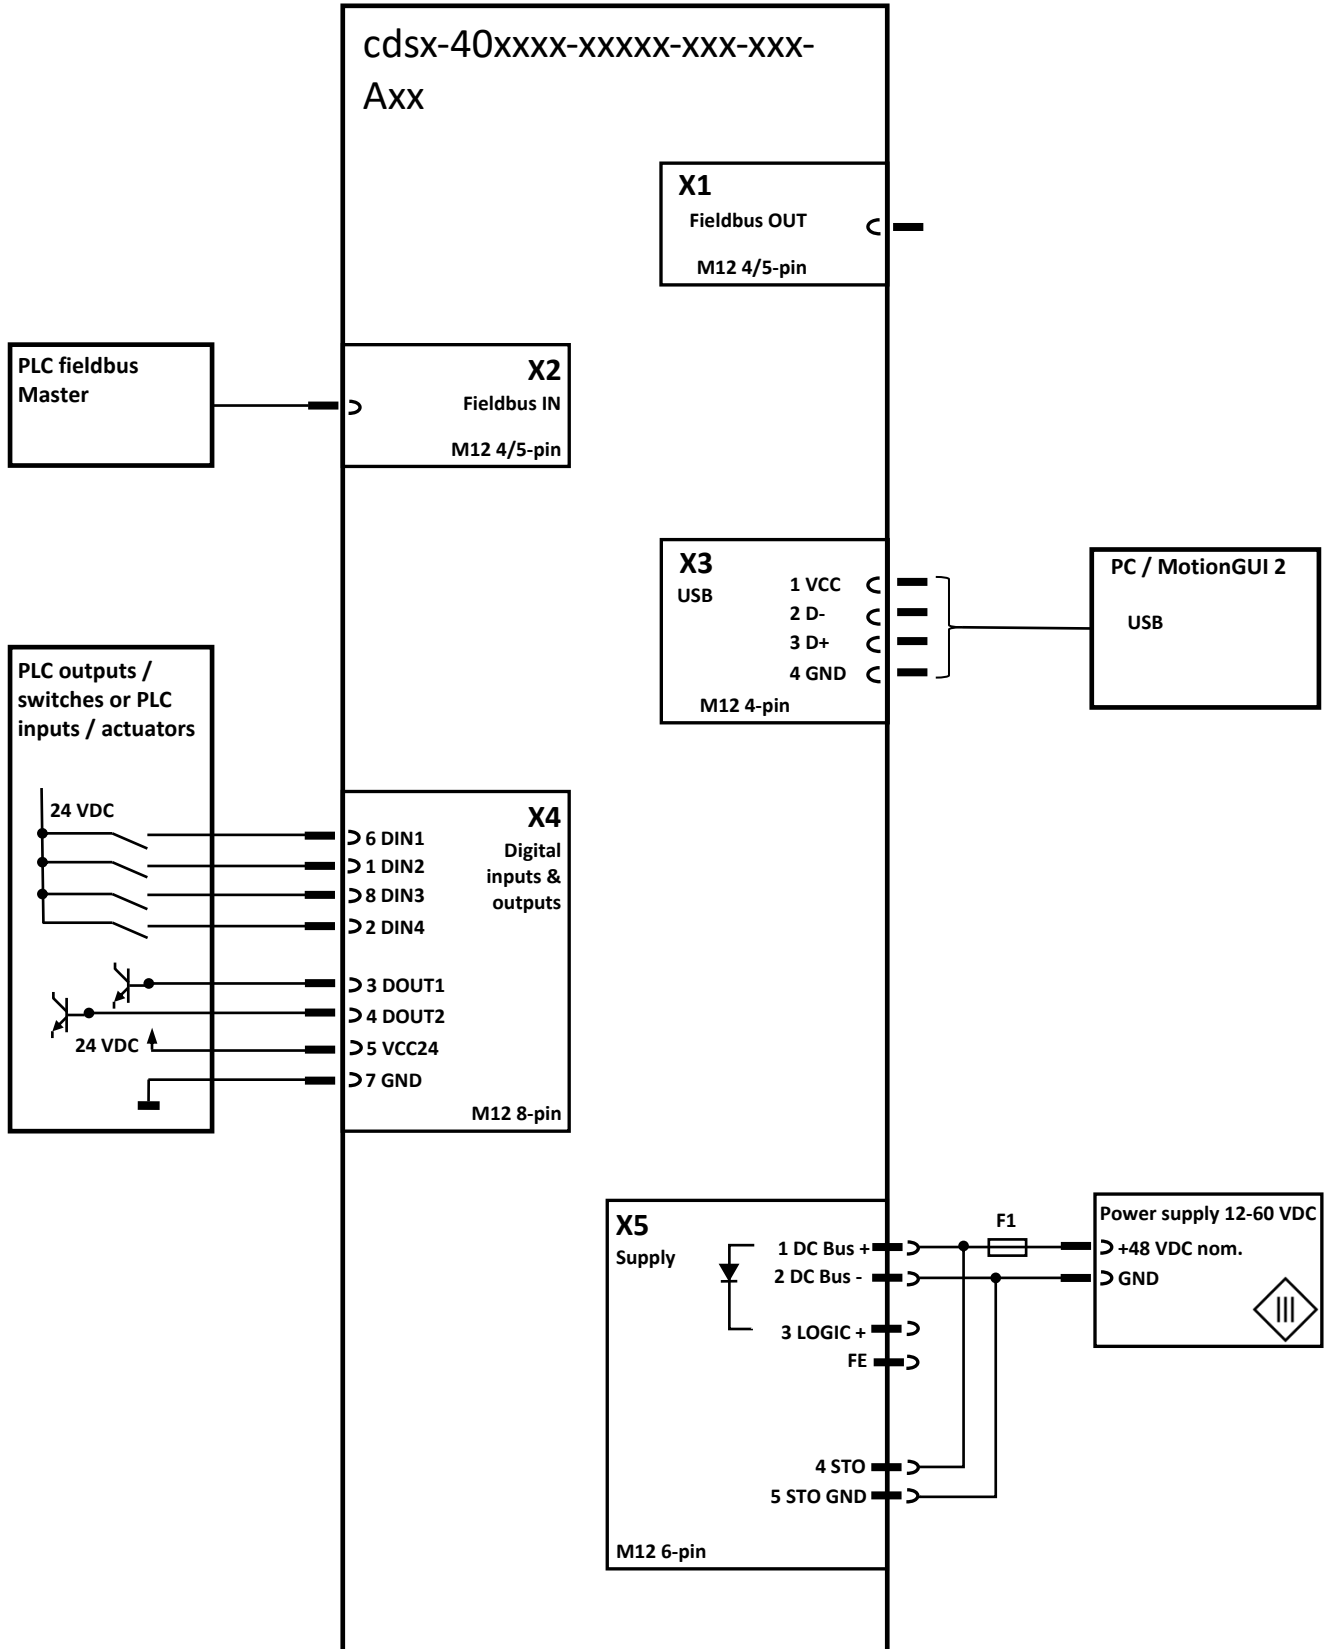 cdsx-40xxxx-xxxxx-xxx-xxx-
Axx
X1
Fieldbus OUT
M12 4/5-pin
PLC fieldbus
Master
X2
Fieldbus IN
M12 4/5-pin
X3
USB
1 VCC
2 D-
3 D+
4 GND
M12 4-pin
PC / MotionGUI 2
USB
PLC outputs /
switches or PLC
inputs / actuators
24 VDC
24 VDC
X4
Digital
inputs &
outputs
6 DIN1
1 DIN2
8 DIN3
2 DIN4
3 DOUT1
4 DOUT2
5 VCC24
7 GND
M12 8-pin
X5
Supply
1 DC Bus +
2 DC Bus -
3 LOGIC +
FE
4 STO
5 STO GND
M12 6-pin
F1
Power supply 12-60 VDC
+48 VDC nom.
GND
III